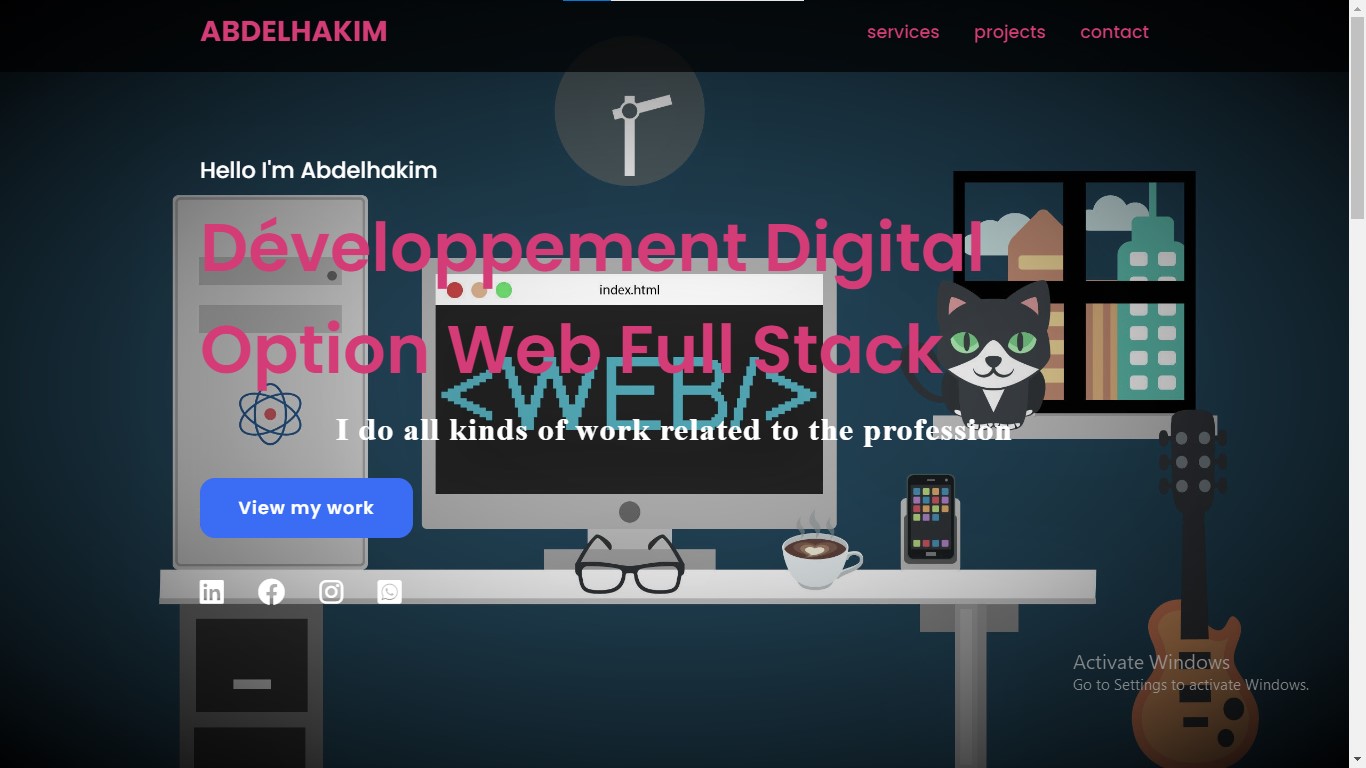 ABDELHAKIM
services projects contact
Hello I'm Abdelhakim
Développement Digital
Option Web Full Stack
index.html
<WEB/>
I do all kinds of work related to the profession
View my work
in
Activate Windows
Go to Settings to activate Windows.